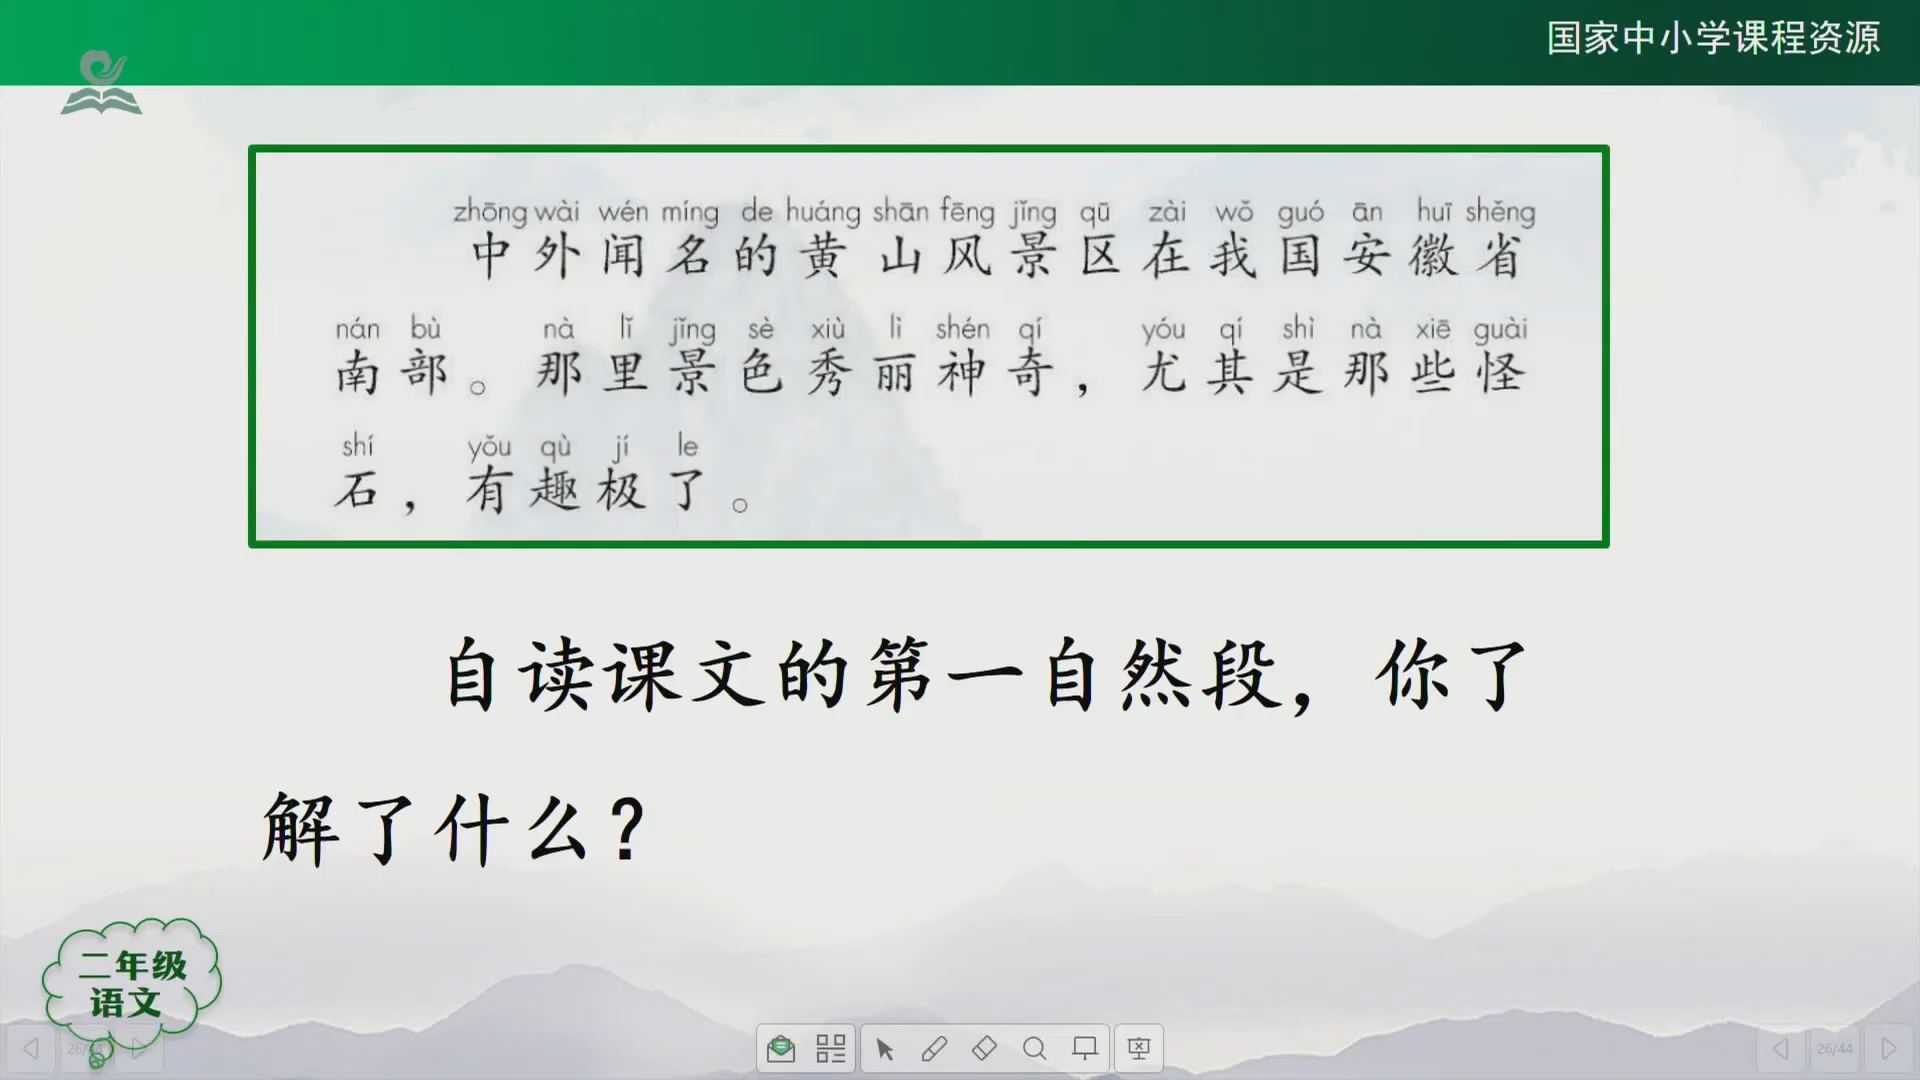 国家中小学课程资源
zhōng wài wén míng de huáng shān fēng jǐng qū zài wǒ guó ān huī shěng
中外闻名的黄山风景区在我国安徽省
nán bù nà lǐ jǐng sè xiù lì shén qí yóu qí shì nà xiē guài
南部。那里景色秀丽神奇，尤其是那些怪
shí yǒu qù jí le
石，有趣极了。
自读课文的第一自然段，你了
解了什么？
二年级
语文
26/44